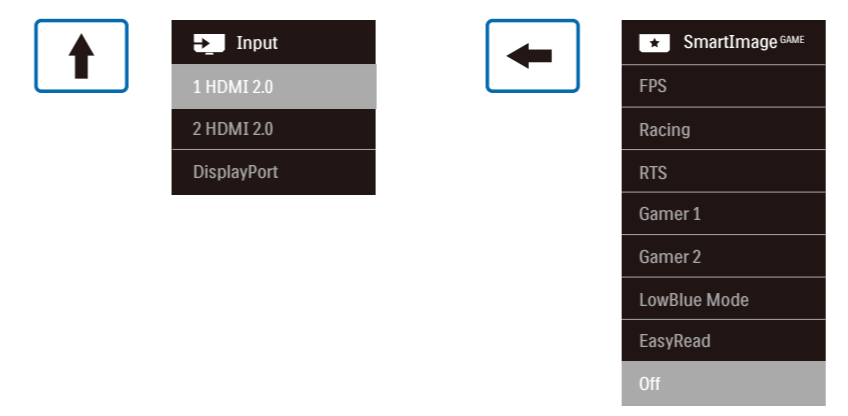 Input
1 HDMI 2.0
2 HDMI 2.0
DisplayPort
SmartImage GAME
FPS
Racing
RTS
Gamer 1
Gamer 2
LowBlue Mode
EasyRead
Off